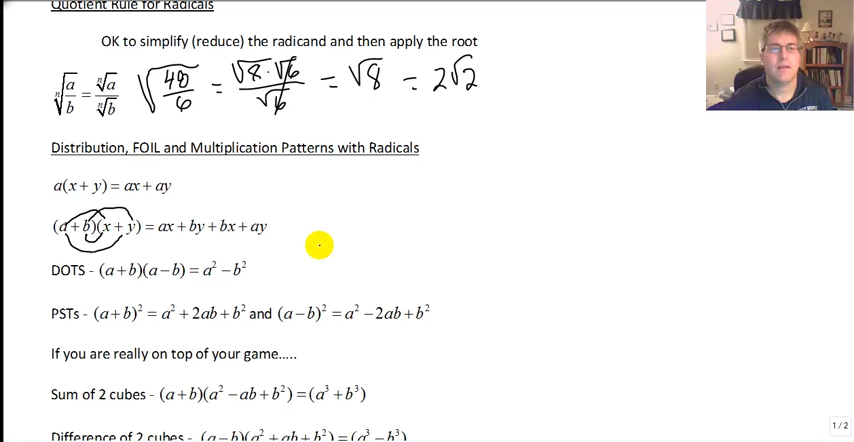 Quotient Rule for Radicals
OK to simplify (reduce) the radicand and then apply the root
ⁿ√(a/b) = ⁿ√a/ⁿ√b √(48/6) = (√8·√6)/√6 = √8 = 2√2
Distribution, FOIL and Multiplication Patterns with Radicals
a(x + y) = ax + ay
(a + b)(x + y) = ax + by + bx + ay
DOTS - (a + b)(a − b) = a² − b²
PSTs - (a + b)² = a² + 2ab + b² and (a − b)² = a² − 2ab + b²
If you are really on top of your game.....
Sum of 2 cubes - (a + b)(a² − ab + b²) = (a³ + b³)
Difference of 2 cubes - (a − b)(a² + ab + b²) = (a³ − b³)
1/2